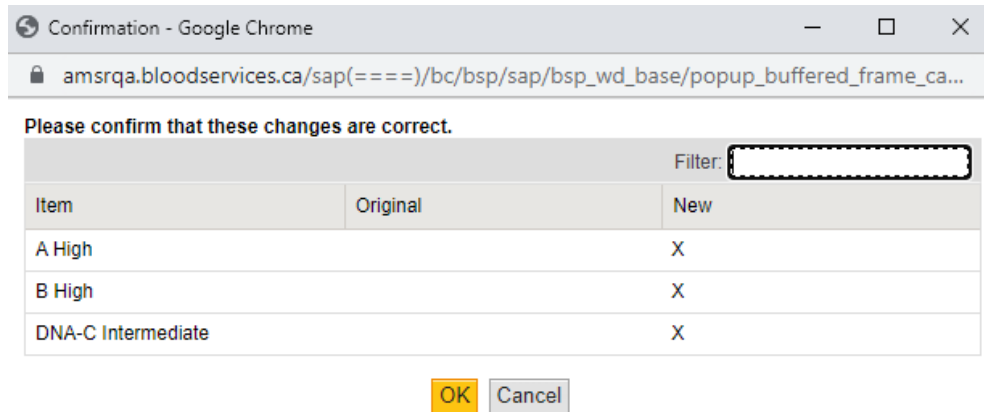 Confirmation - Google Chrome
amsrqa.bloodservices.ca/sap(====)/bc/bsp/sap/bsp_wd_base/popup_buffered_frame_ca...
Please confirm that these changes are correct.
Filter:
Item Original New
A High X
B High X
DNA-C Intermediate X
OK Cancel